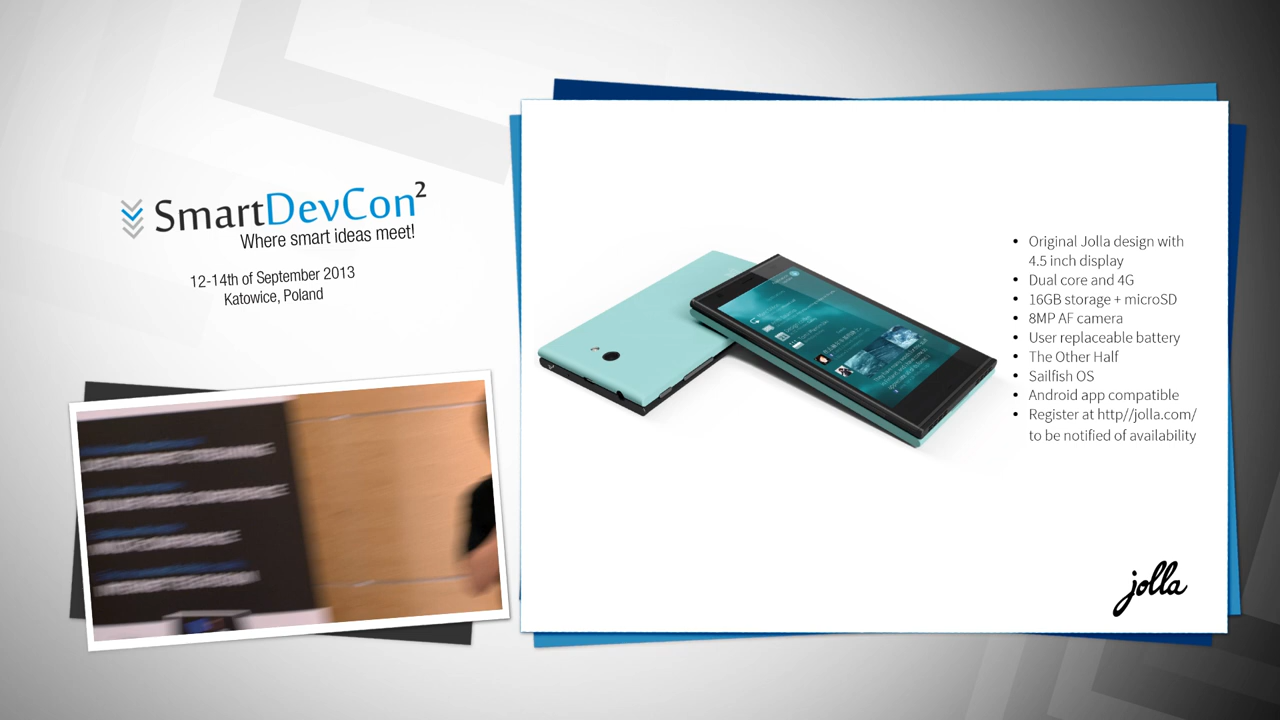 SmartDevCon²
Where smart ideas meet!
12-14th of September 2013
Katowice, Poland
• Original Jolla design with
4.5 inch display
• Dual core and 4G
• 16GB storage + microSD
• 8MP AF camera
• User replaceable battery
• The Other Half
• Sailfish OS
• Android app compatible
• Register at http//jolla.com/
to be notified of availability
jolla